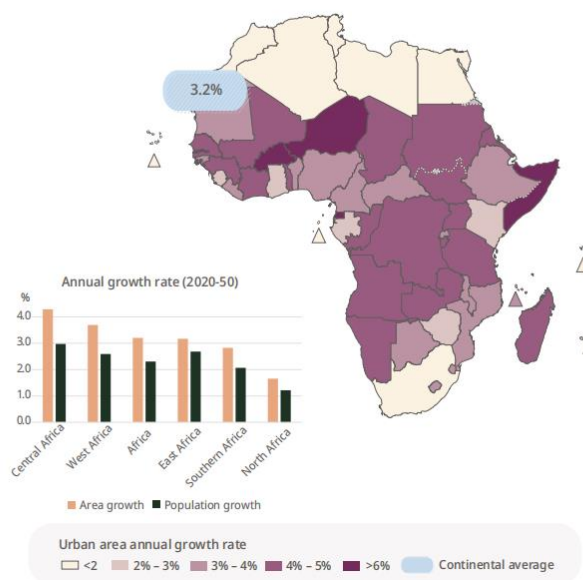 3.2%
Annual growth rate (2020-50)
%
4.0
3.0
2.0
1.0
0.0
Central Africa
West Africa
Africa
East Africa
Southern Africa
North Africa
Area growth Population growth
Urban area annual growth rate
<2 2% – 3% 3% – 4% 4% – 5% >6% Continental average